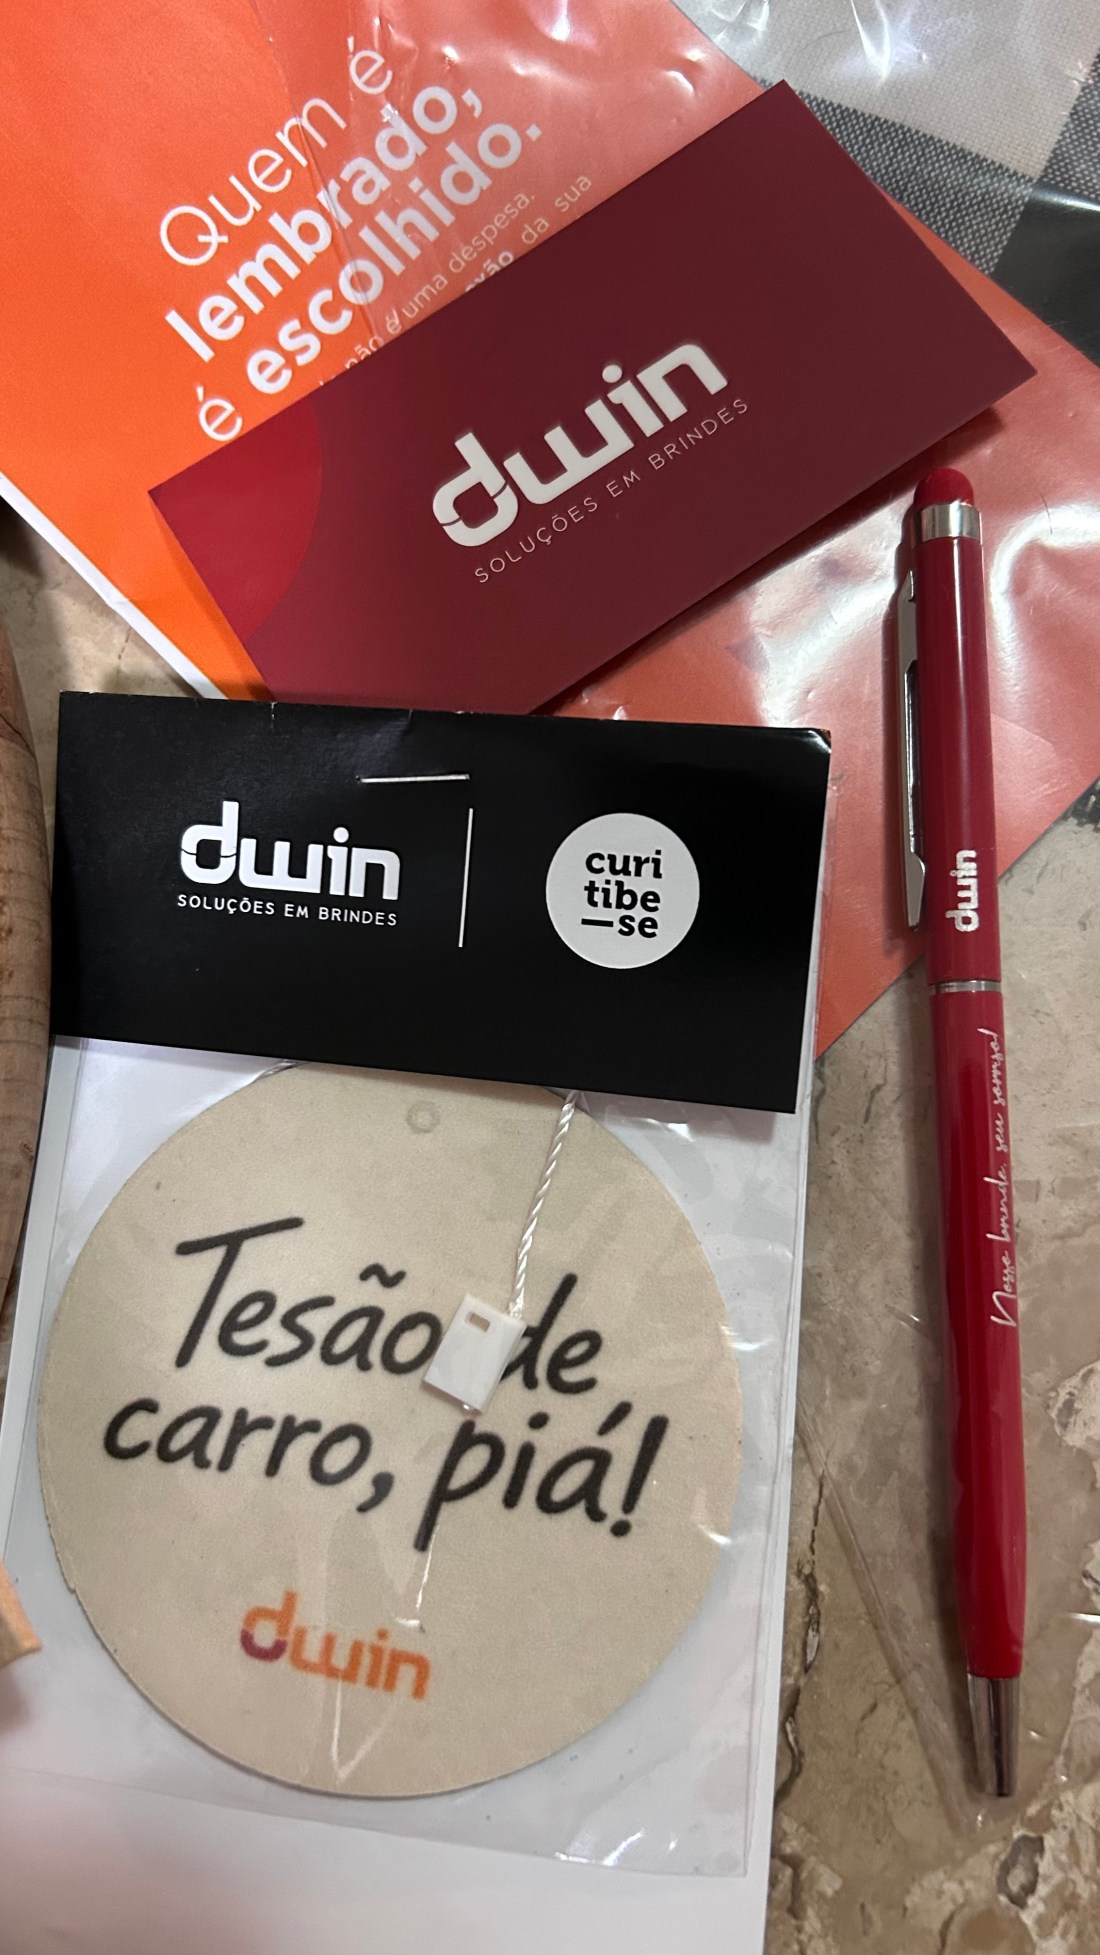 Quem é
lembrado,
é escolhido.
não é uma despesa.
da sua
dwin
SOLUÇÕES EM BRINDES
dwin
SOLUÇÕES EM BRINDES
curi
tibe
—se
Tesão de
carro, piá!
dwin
dwin
Nosso brinde, seu sorriso!